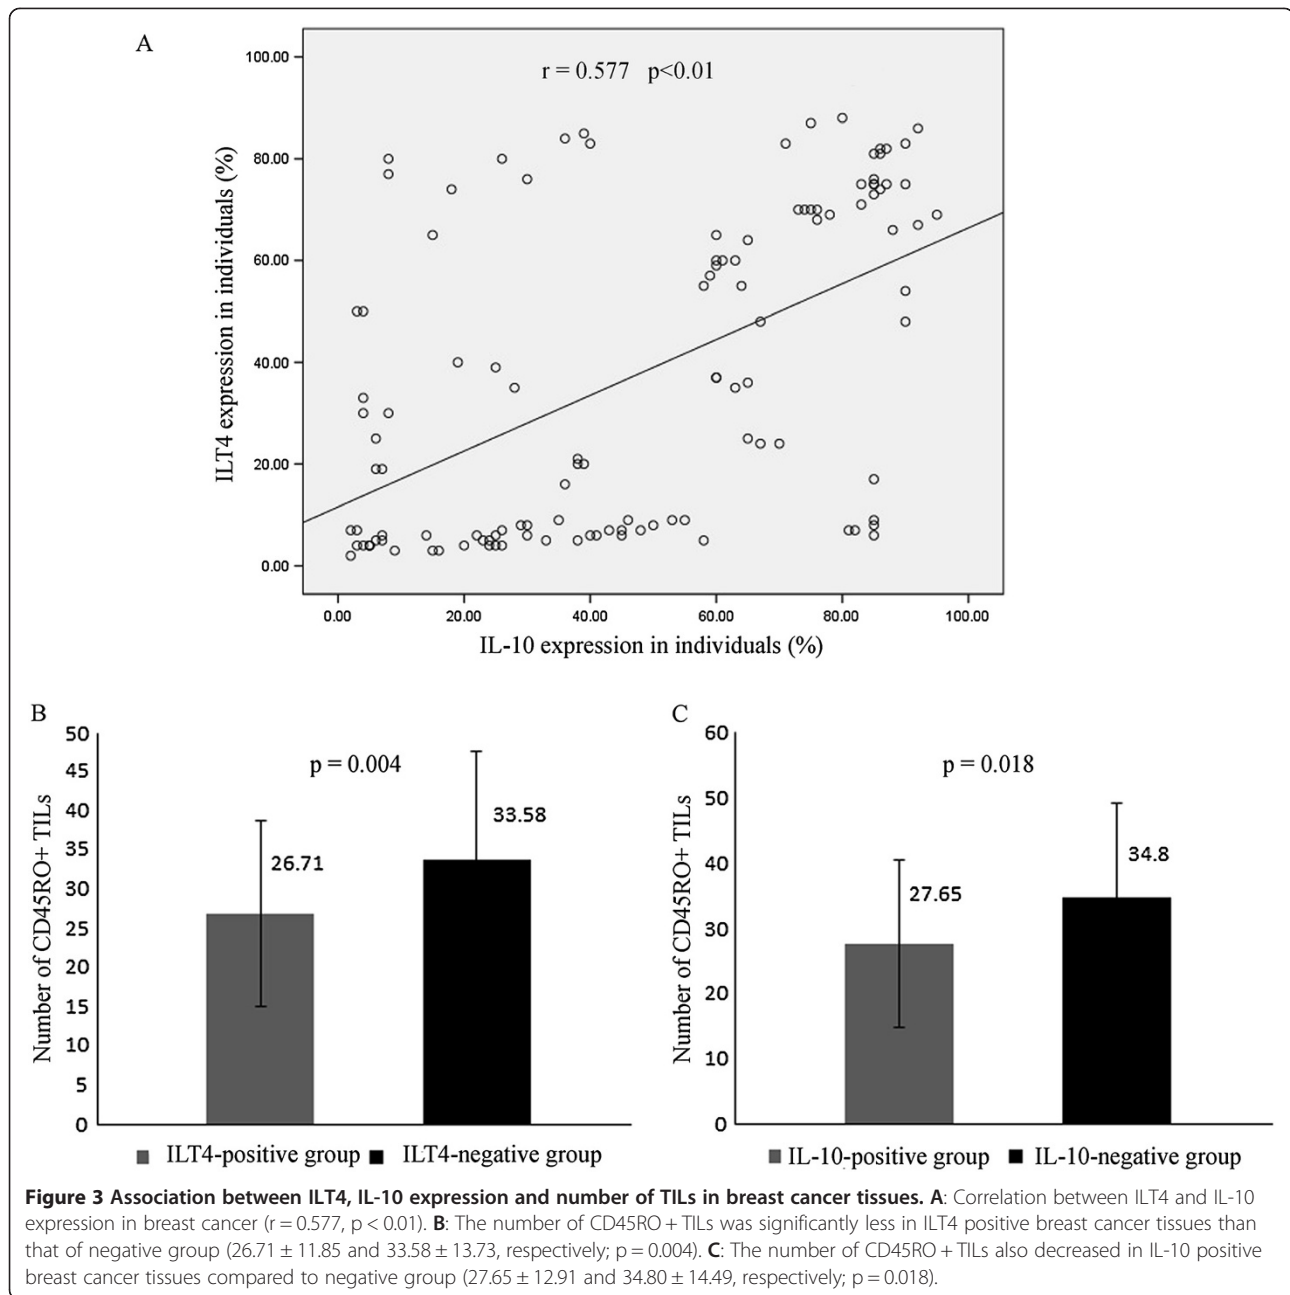 A
r = 0.577 p<0.01
ILT4 expression in individuals (%)
100.00
80.00
60.00
40.00
20.00
0.00
0.00 20.00 40.00 60.00 80.00 100.00
IL-10 expression in individuals (%)
B
p = 0.004
Number of CD45RO+ TILs
50
45
40
35
30
25
20
15
10
5
0
26.71
33.58
ILT4-positive group ILT4-negative group
C
p = 0.018
Number of CD45RO+ TILs
60
50
40
30
20
10
0
27.65
34.8
IL-10-positive group IL-10-negative group
Figure 3 Association between ILT4, IL-10 expression and number of TILs in breast cancer tissues. A: Correlation between ILT4 and IL-10
expression in breast cancer (r = 0.577, p < 0.01). B: The number of CD45RO + TILs was significantly less in ILT4 positive breast cancer tissues than
that of negative group (26.71 ± 11.85 and 33.58 ± 13.73, respectively; p = 0.004). C: The number of CD45RO + TILs also decreased in IL-10 positive
breast cancer tissues compared to negative group (27.65 ± 12.91 and 34.80 ± 14.49, respectively; p = 0.018).